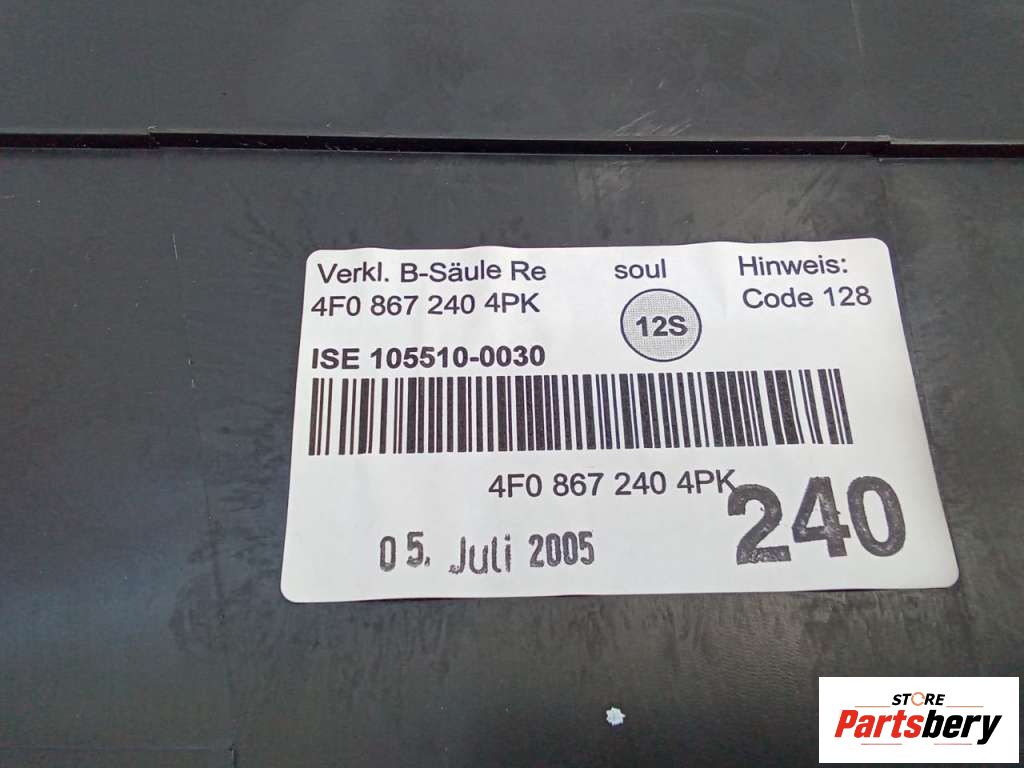 Verkl. B-Säule Re soul Hinweis:
4F0 867 240 4PK 12S Code 128
ISE 105510-0030
4F0 867 240 4PK
240
05. Juli 2005
STORE
Partsbery